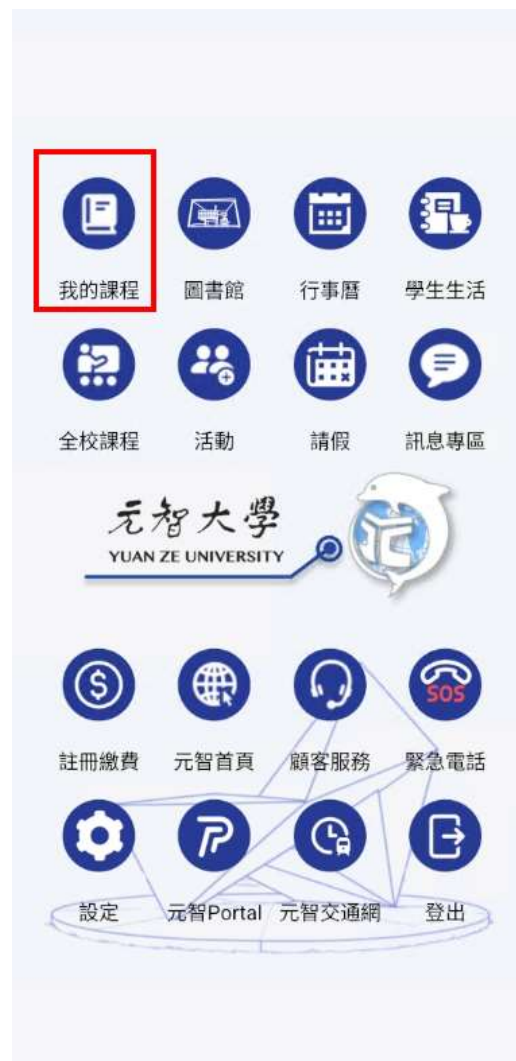 我的課程 圖書館 行事曆 學生生活
全校課程 活動 請假 訊息專區
元智大學
YUAN ZE UNIVERSITY
SOS
註冊繳費 元智首頁 顧客服務 緊急電話
設定 元智Portal 元智交通網 登出